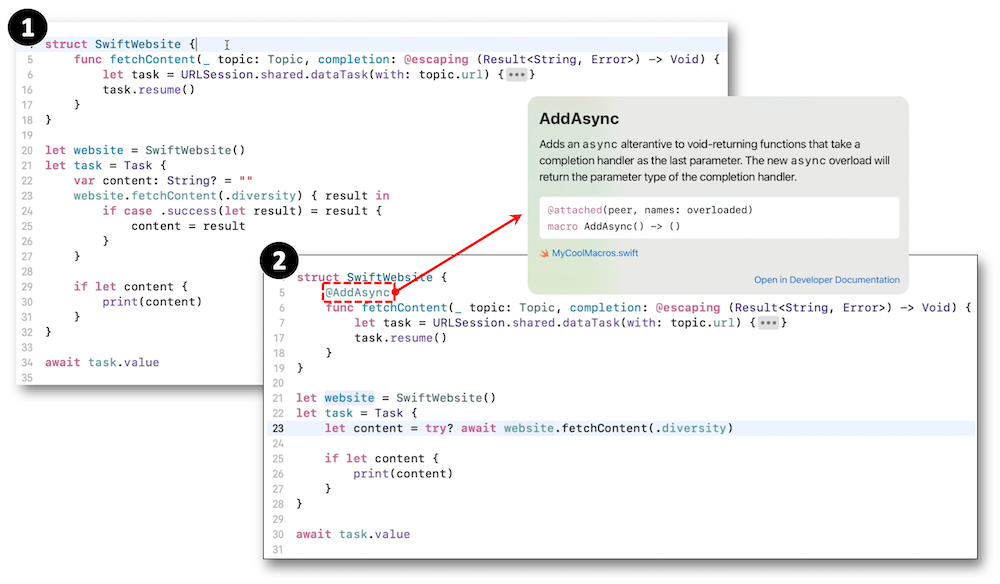 1
struct SwiftWebsite {
5 func fetchContent(_ topic: Topic, completion: @escaping (Result<String, Error>) -> Void) {
6 let task = URLSession.shared.dataTask(with: topic.url) {•••}
16 task.resume()
17 }
18 }
19
20 let website = SwiftWebsite()
21 let task = Task {
22 var content: String? = ""
23 website.fetchContent(.diversity) { result in
24 if case .success(let result) = result {
25 content = result
26 }
27 }
28
29 if let content {
30 print(content)
31 }
32 }
33
34 await task.value
35
AddAsync
Adds an async alterantive to void-returning functions that take a
completion handler as the last parameter. The new async overload will
return the parameter type of the completion handler.
@attached(peer, names: overloaded)
macro AddAsync() -> ()
MyCoolMacros.swift
Open in Developer Documentation
2
struct SwiftWebsite {
5 @AddAsync
6 func fetchContent(_ topic: Topic, completion: @escaping (Result<String, Error>) -> Void) {
7 let task = URLSession.shared.dataTask(with: topic.url) {•••}
17 task.resume()
18 }
19 }
20
21 let website = SwiftWebsite()
22 let task = Task {
23 let content = try? await website.fetchContent(.diversity)
24
25 if let content {
26 print(content)
27 }
28 }
29
30 await task.value
31